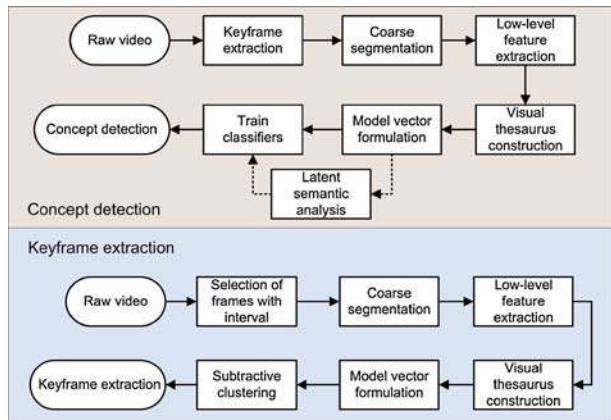 Raw video
Keyframe
extraction
Coarse
segmentation
Low-level
feature
extraction
Concept detection
Train
classifiers
Model vector
formulation
Visual
thesaurus
construction
Latent
semantic
analysis
Concept detection
Keyframe extraction
Raw video
Selection of
frames with
interval
Coarse
segmentation
Low-level
feature
extraction
Keyframe extraction
Subtractive
clustering
Model vector
formulation
Visual
thesaurus
construction